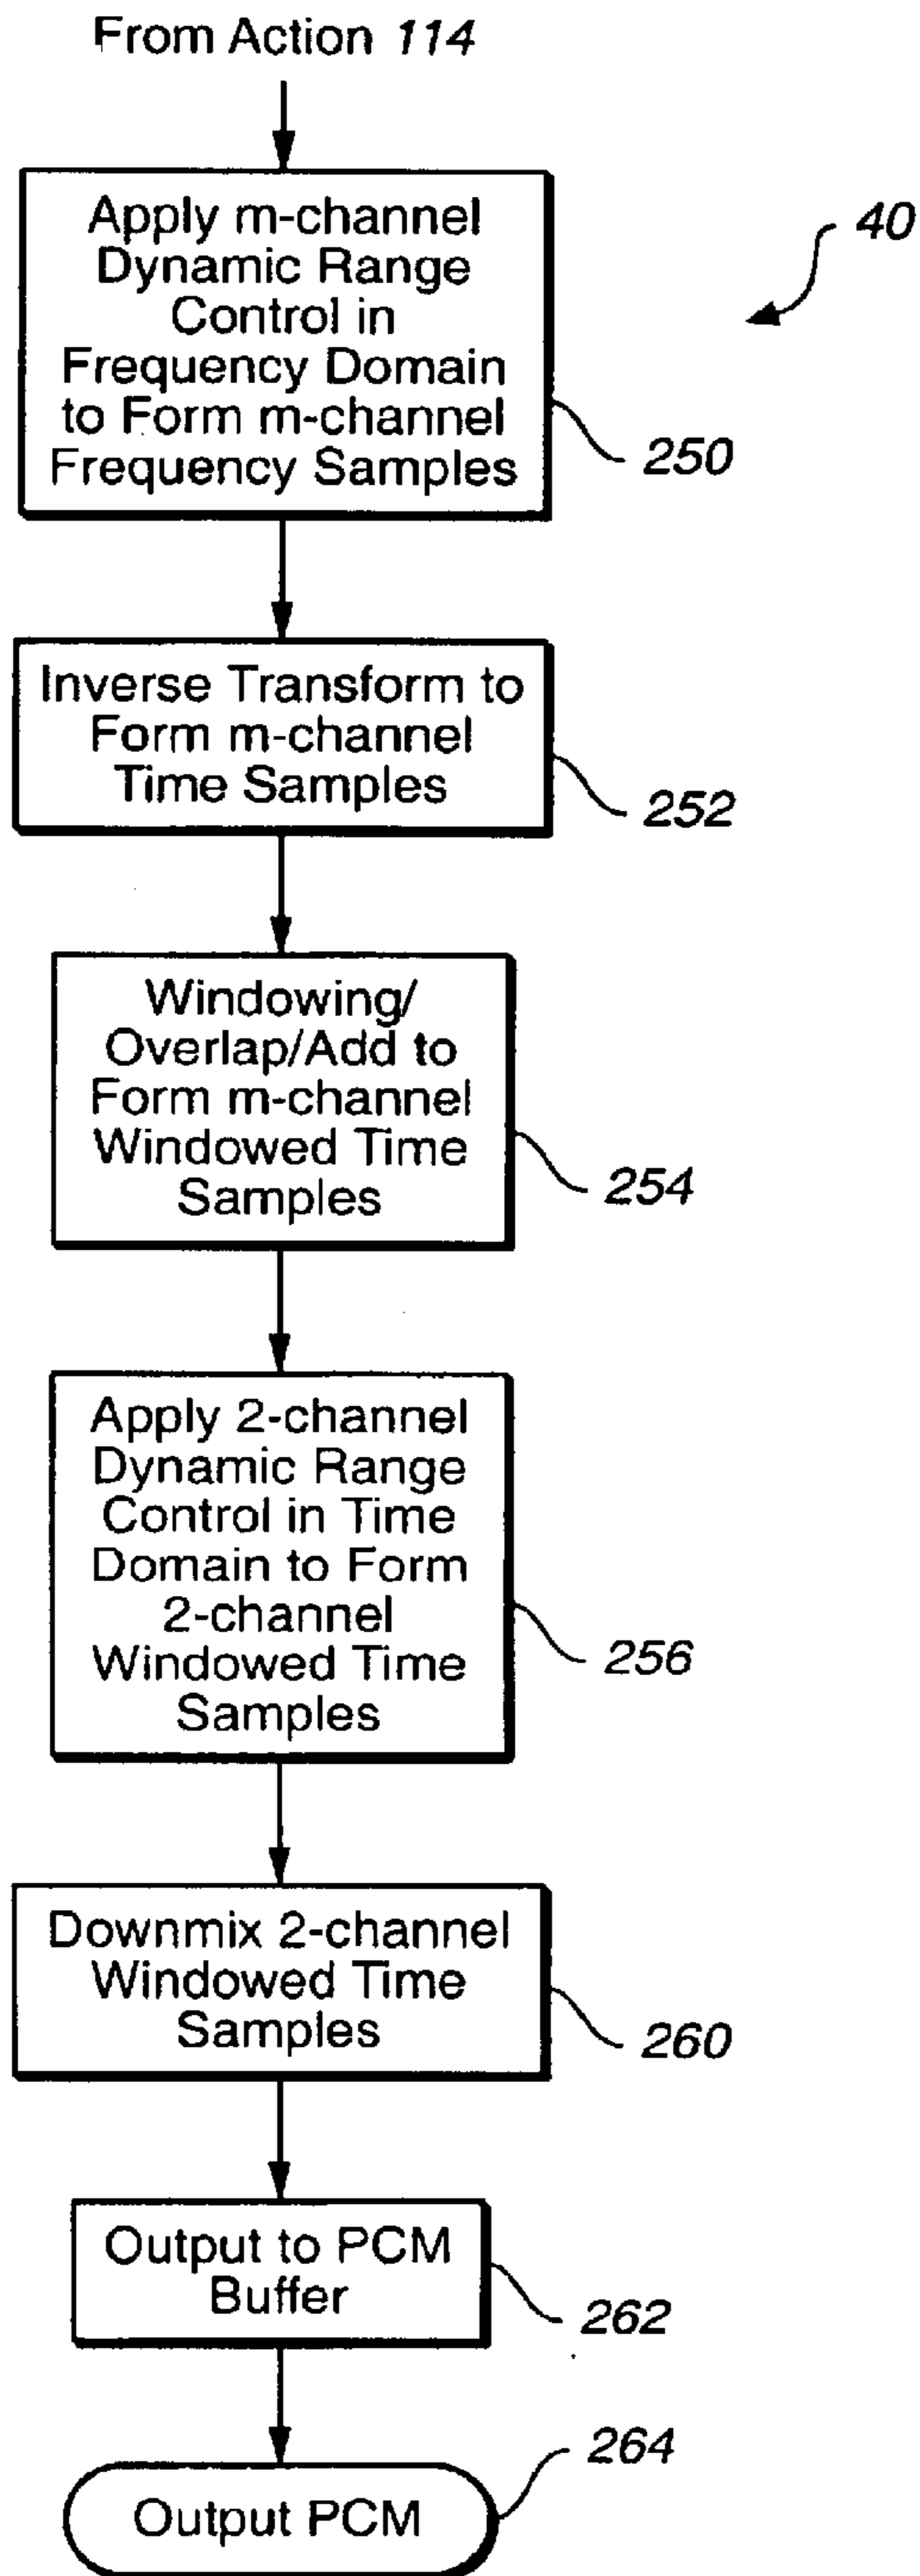 From Action 114
Apply m-channel
Dynamic Range
Control in
Frequency Domain
to Form m-channel
Frequency Samples
40
250
Inverse Transform to
Form m-channel
Time Samples
252
Windowing/
Overlap/Add to
Form m-channel
Windowed Time
Samples
254
Apply 2-channel
Dynamic Range
Control in Time
Domain to Form
2-channel
Windowed Time
Samples
256
Downmix 2-channel
Windowed Time
Samples
260
Output to PCM
Buffer
262
Output PCM
264